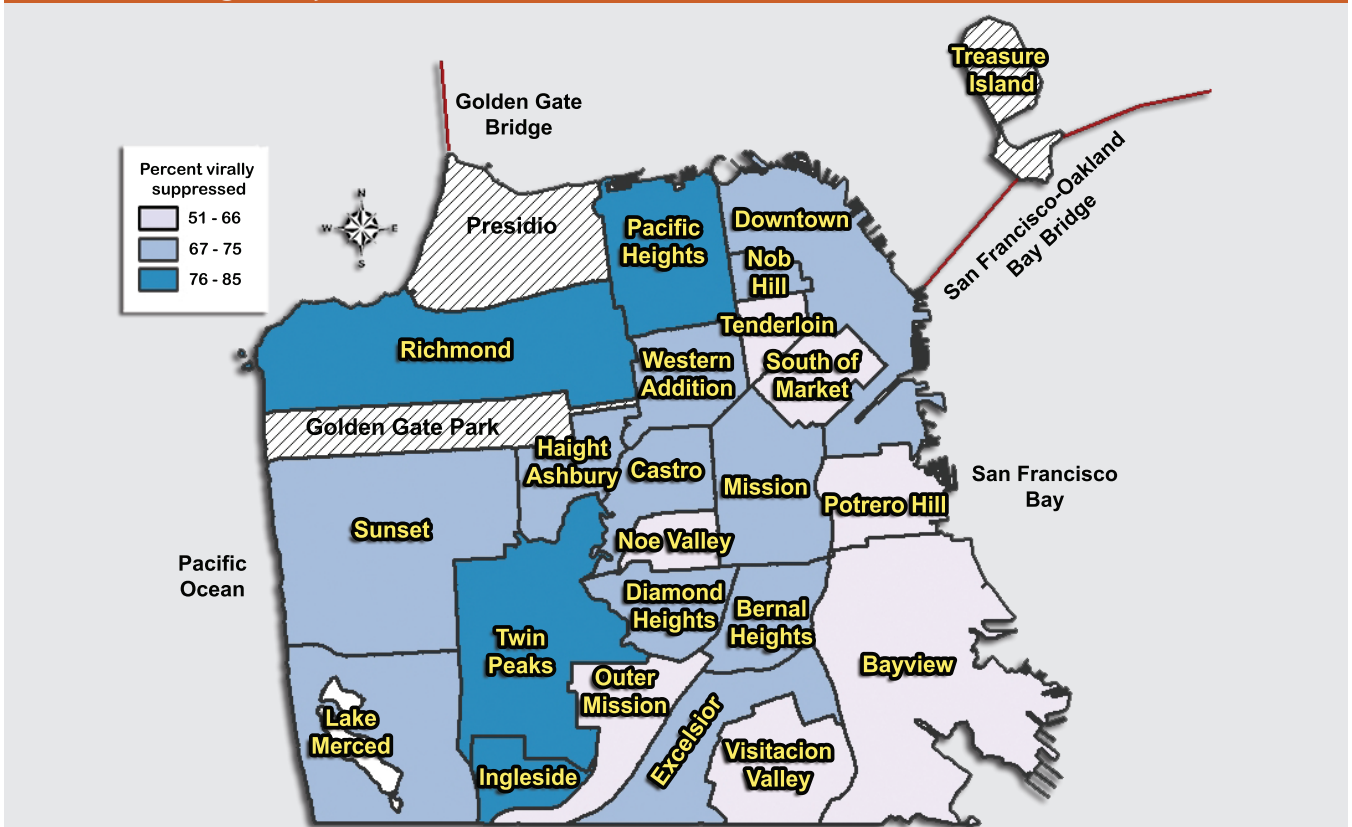 Treasure
Island
Golden Gate
Bridge
San Francisco-Oakland
Bay Bridge
Percent virally
suppressed
51 - 66
67 - 75
76 - 85
N
W
E
S
Presidio
Pacific
Heights
Downtown
Nob
Hill
Tenderloin
Richmond
Western
Addition
South of
Market
Golden Gate Park
Haight
Ashbury
Castro
Mission
Potrero Hill
San Francisco
Bay
Sunset
Noe Valley
Pacific
Ocean
Diamond
Heights
Bernal
Heights
Twin
Peaks
Bayview
Outer
Mission
Lake
Merced
Excelsior
Visitacion
Valley
Ingleside